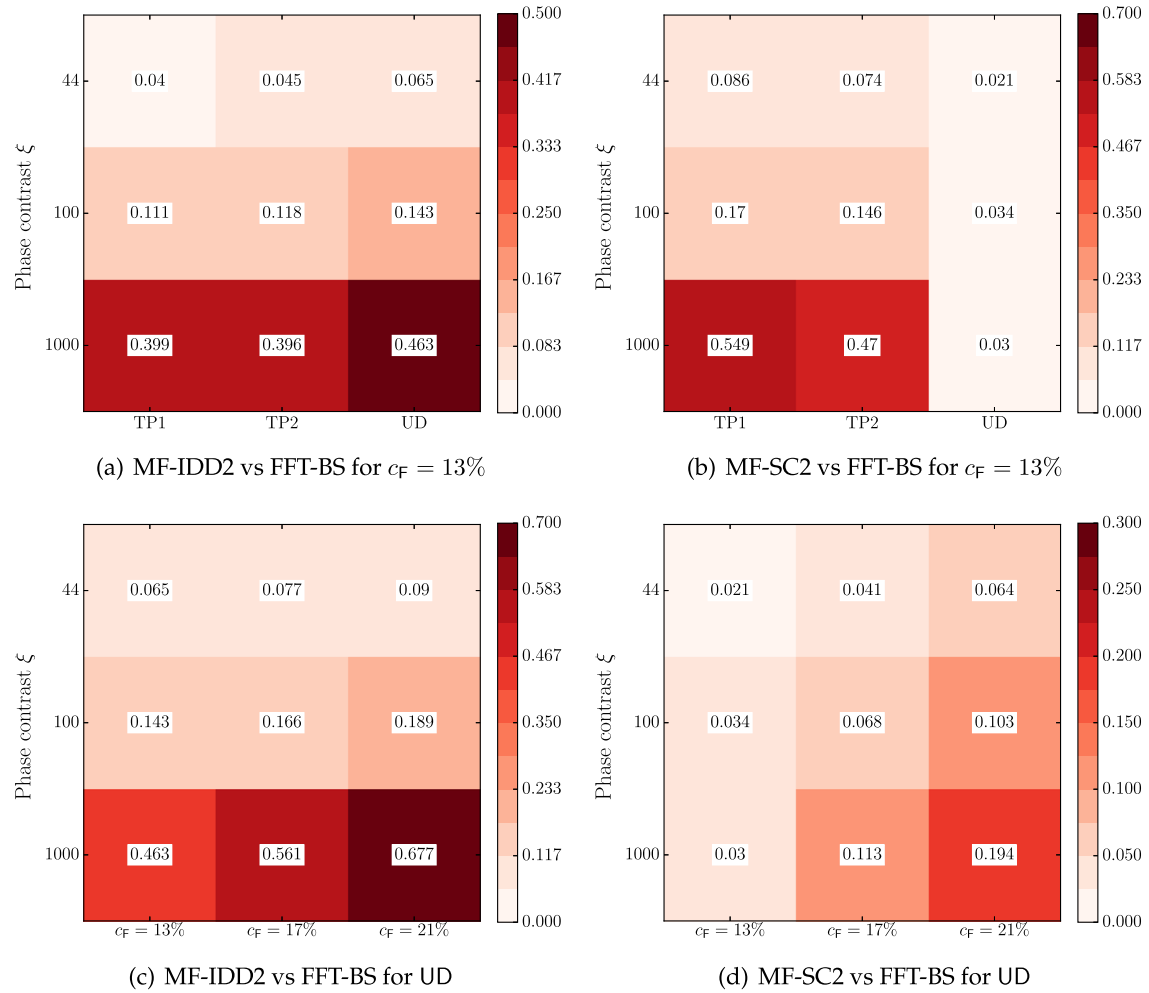 0.500
0.417
0.333
0.250
0.167
0.083
0.000
Phase contrast ξ
44
100
1000
0.04 0.045 0.065
0.111 0.118 0.143
0.399 0.396 0.463
TP1 TP2 UD
(a) MF-IDD2 vs FFT-BS for c_F = 13%
0.700
0.583
0.467
0.350
0.233
0.117
0.000
Phase contrast ξ
44
100
1000
0.086 0.074 0.021
0.17 0.146 0.034
0.549 0.47 0.03
TP1 TP2 UD
(b) MF-SC2 vs FFT-BS for c_F = 13%
0.700
0.583
0.467
0.350
0.233
0.117
0.000
Phase contrast ξ
44
100
1000
0.065 0.077 0.09
0.143 0.166 0.189
0.463 0.561 0.677
c_F = 13% c_F = 17% c_F = 21%
(c) MF-IDD2 vs FFT-BS for UD
0.300
0.250
0.200
0.150
0.100
0.050
0.000
Phase contrast ξ
44
100
1000
0.021 0.041 0.064
0.034 0.068 0.103
0.03 0.113 0.194
c_F = 13% c_F = 17% c_F = 21%
(d) MF-SC2 vs FFT-BS for UD